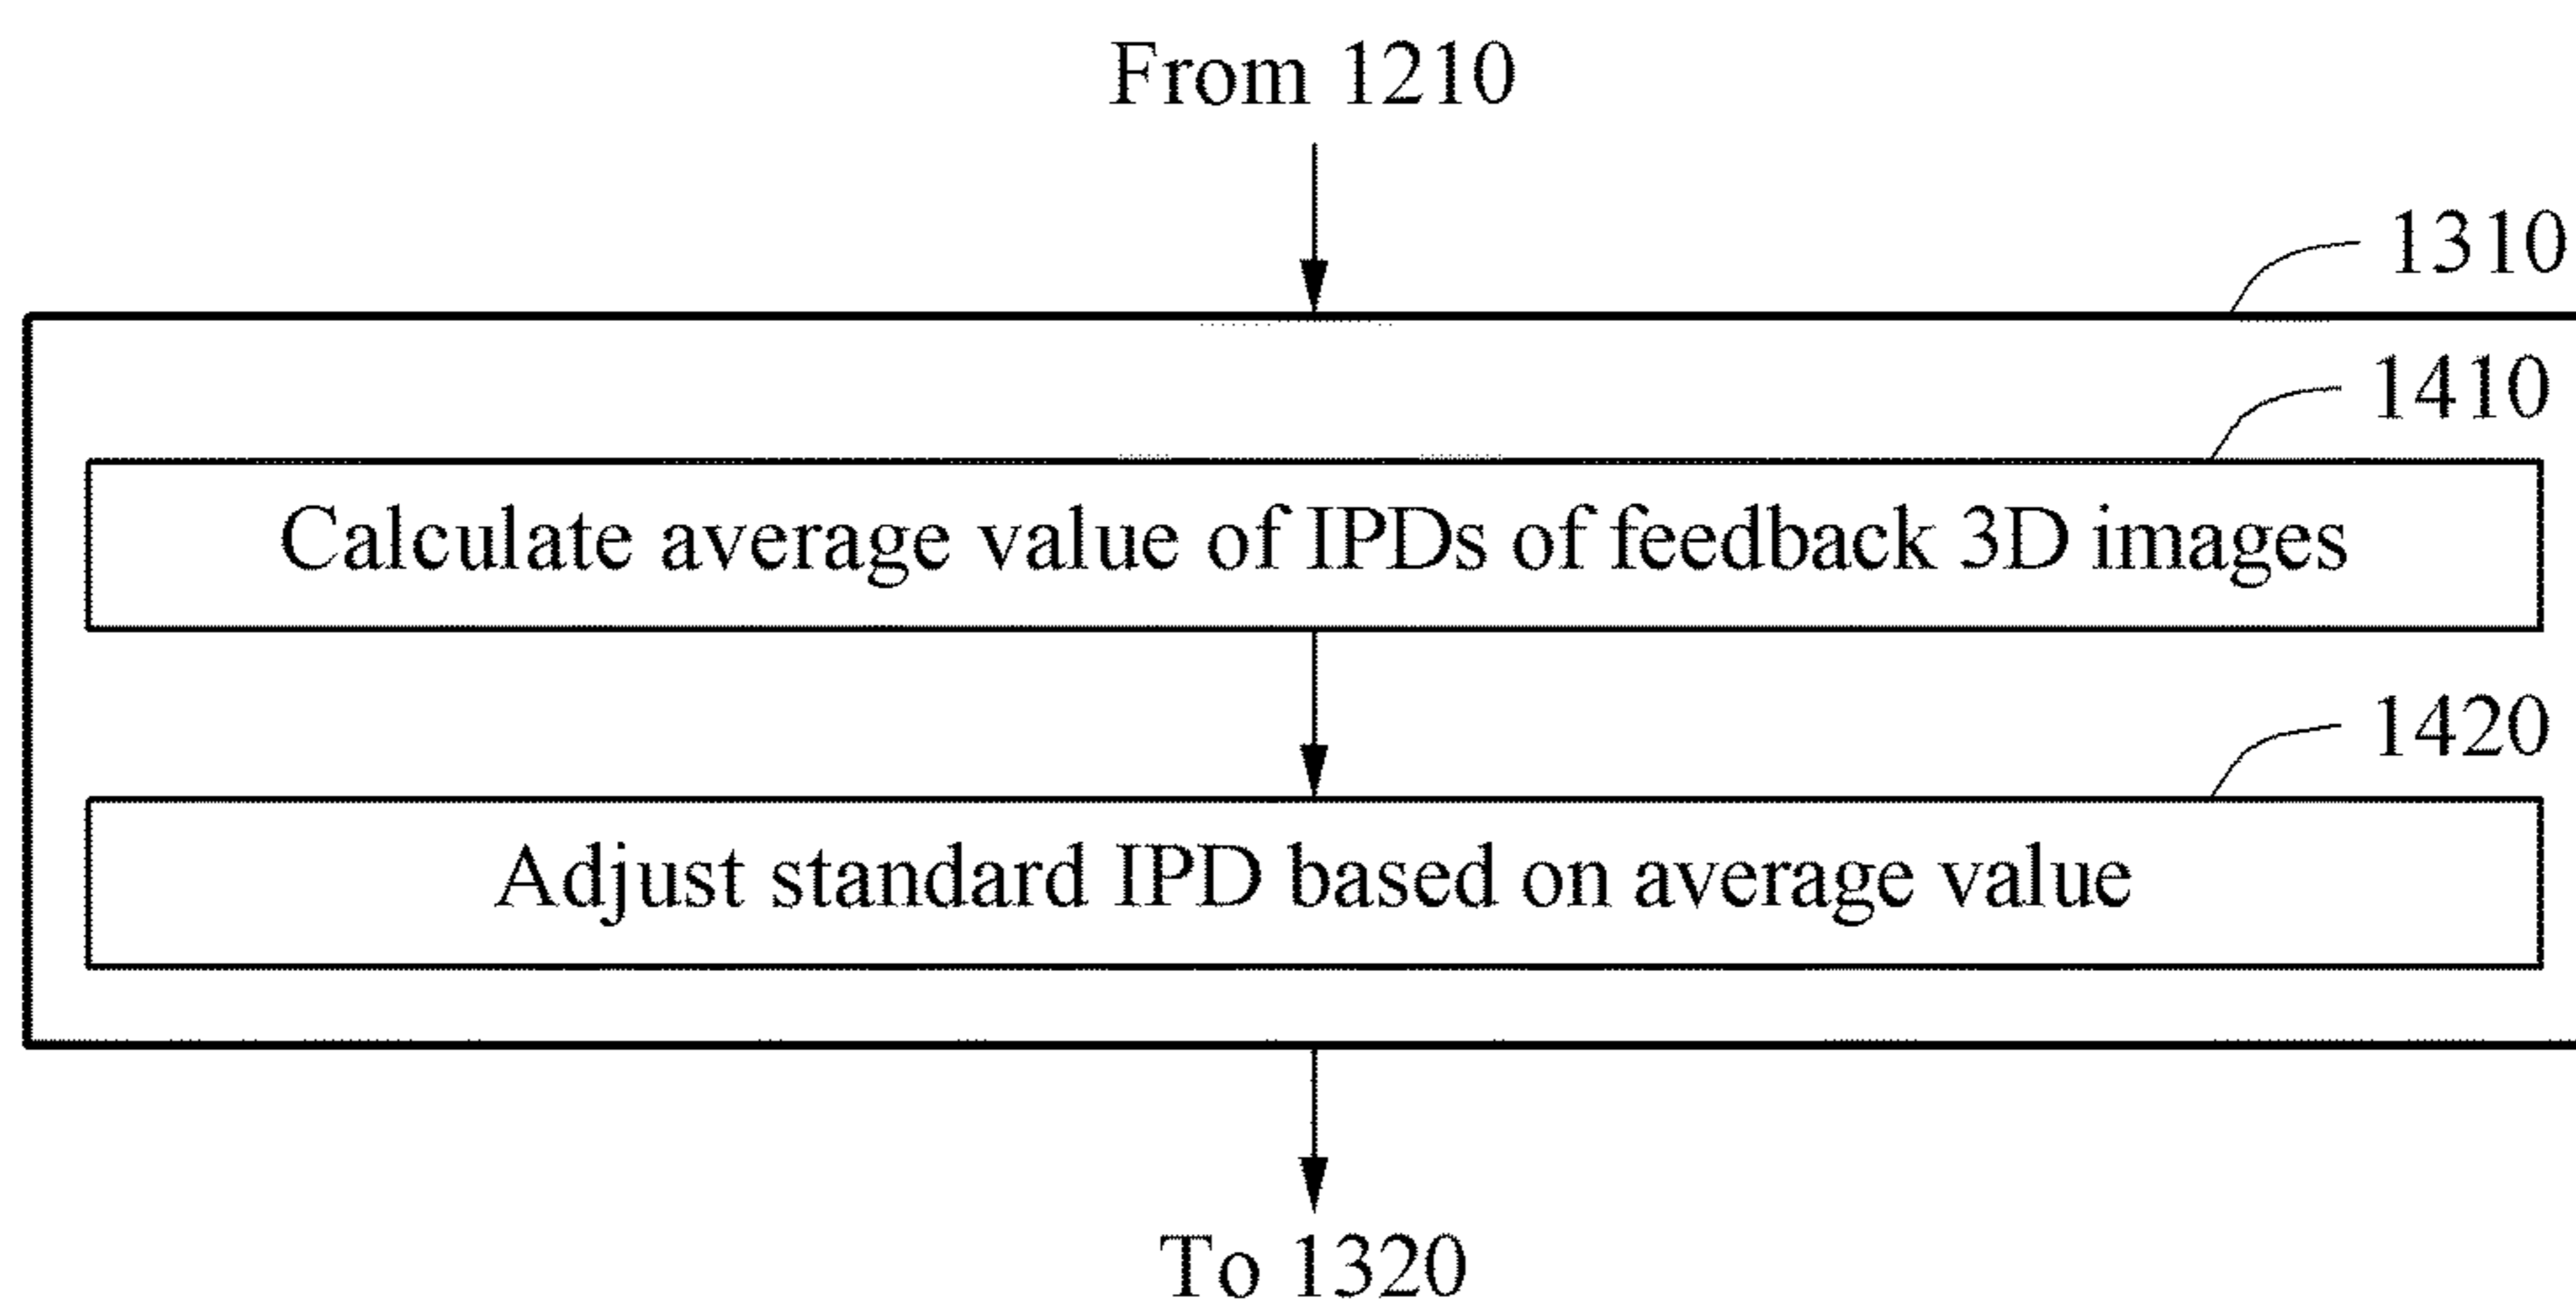 From 1210
1310
1410
Calculate average value of IPDs of feedback 3D images
1420
Adjust standard IPD based on average value
To 1320